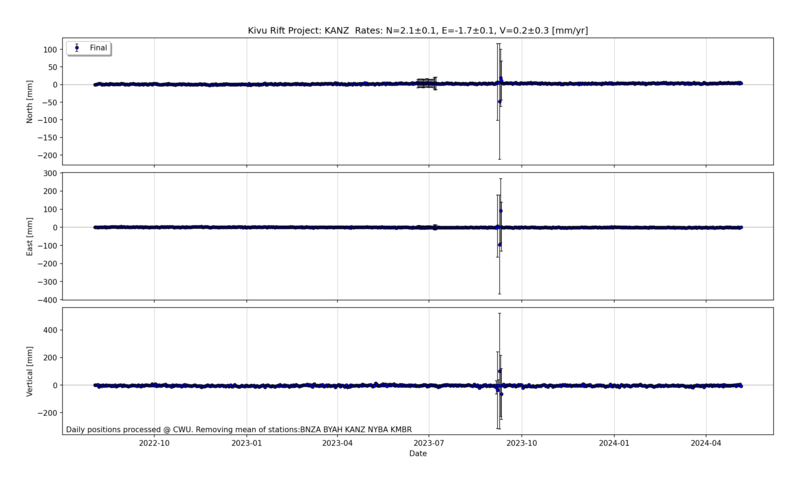 Kivu Rift Project: KANZ Rates: N=2.1±0.1, E=-1.7±0.1, V=0.2±0.3 [mm/yr]
Final
North [mm]
100
50
0
−50
−100
−150
−200
East [mm]
300
200
100
0
−100
−200
−300
−400
Vertical [mm]
400
200
0
−200
Daily positions processed @ CWU. Removing mean of stations:BNZA BYAH KANZ NYBA KMBR
2022-10 2023-01 2023-04 2023-07 2023-10 2024-01 2024-04
Date